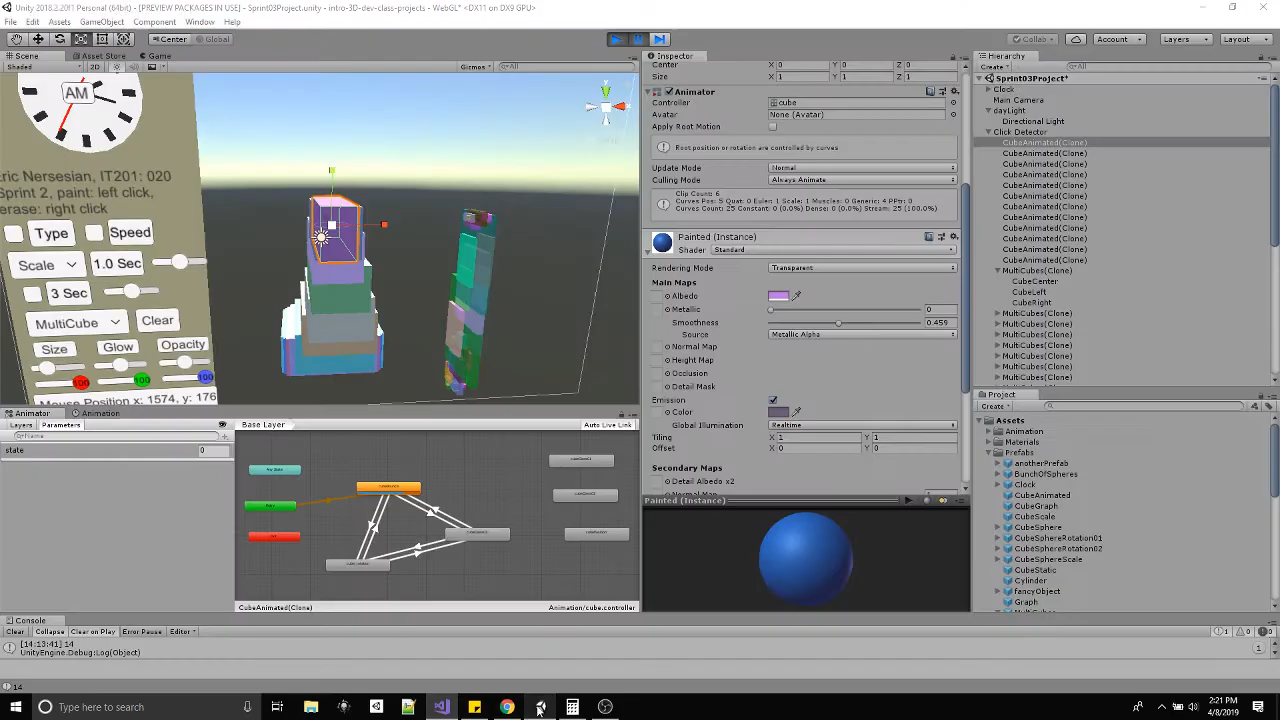 Unity 2018.2.20f1 Personal (64bit) - [PREVIEW PACKAGES IN USE] - Sprint03Project.unity - intro-3D-dev-class-projects - WebGL* <DX11 on DX9 GPU>
File Edit Assets GameObject Component Window Help
Center Global
Collab Account Layers Layout
Scene Asset Store Game
Shaded 2D Gizmos All
AM
Eric Nersesian, IT201: 020
Sprint 2, paint: left click,
erase: right click
Type Speed
Scale 1.0 Sec
3 Sec
MultiCube Clear
Size Glow Opacity
100 100 100
Mouse Position x: 1574, y: 176
y
Inspector
Center X 0 Y 0 Z 0
Size X 1 Y 1 Z 1
Animator
Controller cube
Avatar None (Avatar)
Apply Root Motion
Root position or rotation are controlled by curves
Update Mode Normal
Culling Mode Always Animate
Clip Count: 6
Curves Pos: 5 Quat: 0 Euler: 1 Scale: 1 Muscles: 0 Generic: 4 PPtr: 0
Curves Count: 25 Constant: 0 (0.0%) Dense: 0 (0.0%) Stream: 25 (100.0%)
Painted (Instance)
Shader Standard
Rendering Mode Transparent
Main Maps
Albedo
Metallic 0
Smoothness 0.459
Source Metallic Alpha
Normal Map
Height Map
Occlusion
Detail Mask
Emission
Color
Global Illumination Realtime
Tiling X 1 Y 1
Offset X 0 Y 0
Secondary Maps
Detail Albedo x2
Normal Map
Painted (Instance)
Hierarchy
Create All
Sprint03Project*
Clock
Main Camera
dayLight
Directional Light
Click Detector
CubeAnimated(Clone)
CubeAnimated(Clone)
CubeAnimated(Clone)
CubeAnimated(Clone)
CubeAnimated(Clone)
CubeAnimated(Clone)
CubeAnimated(Clone)
CubeAnimated(Clone)
CubeAnimated(Clone)
CubeAnimated(Clone)
CubeAnimated(Clone)
CubeAnimated(Clone)
MultiCubes(Clone)
CubeCenter
CubeLeft
CubeRight
MultiCubes(Clone)
MultiCubes(Clone)
MultiCubes(Clone)
MultiCubes(Clone)
MultiCubes(Clone)
MultiCubes(Clone)
MultiCubes(Clone)
Project
Create
Assets
Animation
Materials
Prefabs
anotherPrefab
BunchOfSpheres
Clock
CubeAnimated
CubeGraph
CubeScale
CubeSphere
CubeSphereRotation01
CubeSphereRotation02
CubeSphereScale
CubeStatic
Cylinder
fancyObject
Graph
Animator Animation
Layers Parameters Base Layer Auto Live Link
Name
state 0
CubeAnimated(Clone) Animation/cube.controller
Console
Clear Collapse Clear on Play Error Pause Editor 1 0 0
[14:13:41] 14
UnityEngine.Debug:Log(Object) 1
14
Type here to search
2:21 PM
4/8/2019